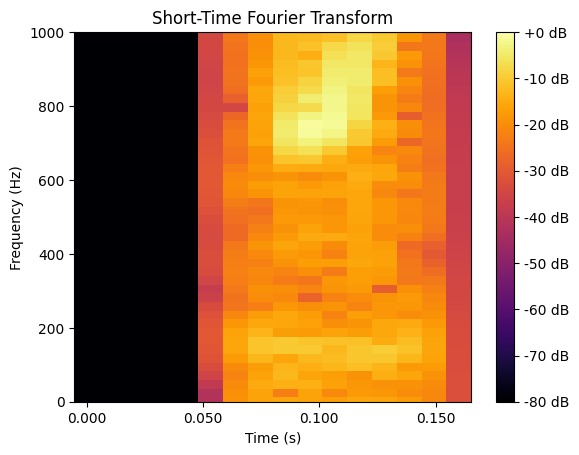 Short-Time Fourier Transform
1000
800
600
400
200
0
Frequency (Hz)
0.000
0.050
0.100
0.150
Time (s)
+0 dB
-10 dB
-20 dB
-30 dB
-40 dB
-50 dB
-60 dB
-70 dB
-80 dB